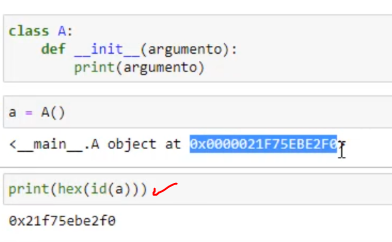 class A:
    def __init__(argumento):
        print(argumento)
a = A()
<__main__.A object at 0x0000021F75EBE2F0>
print(hex(id(a)))
0x21f75ebe2f0